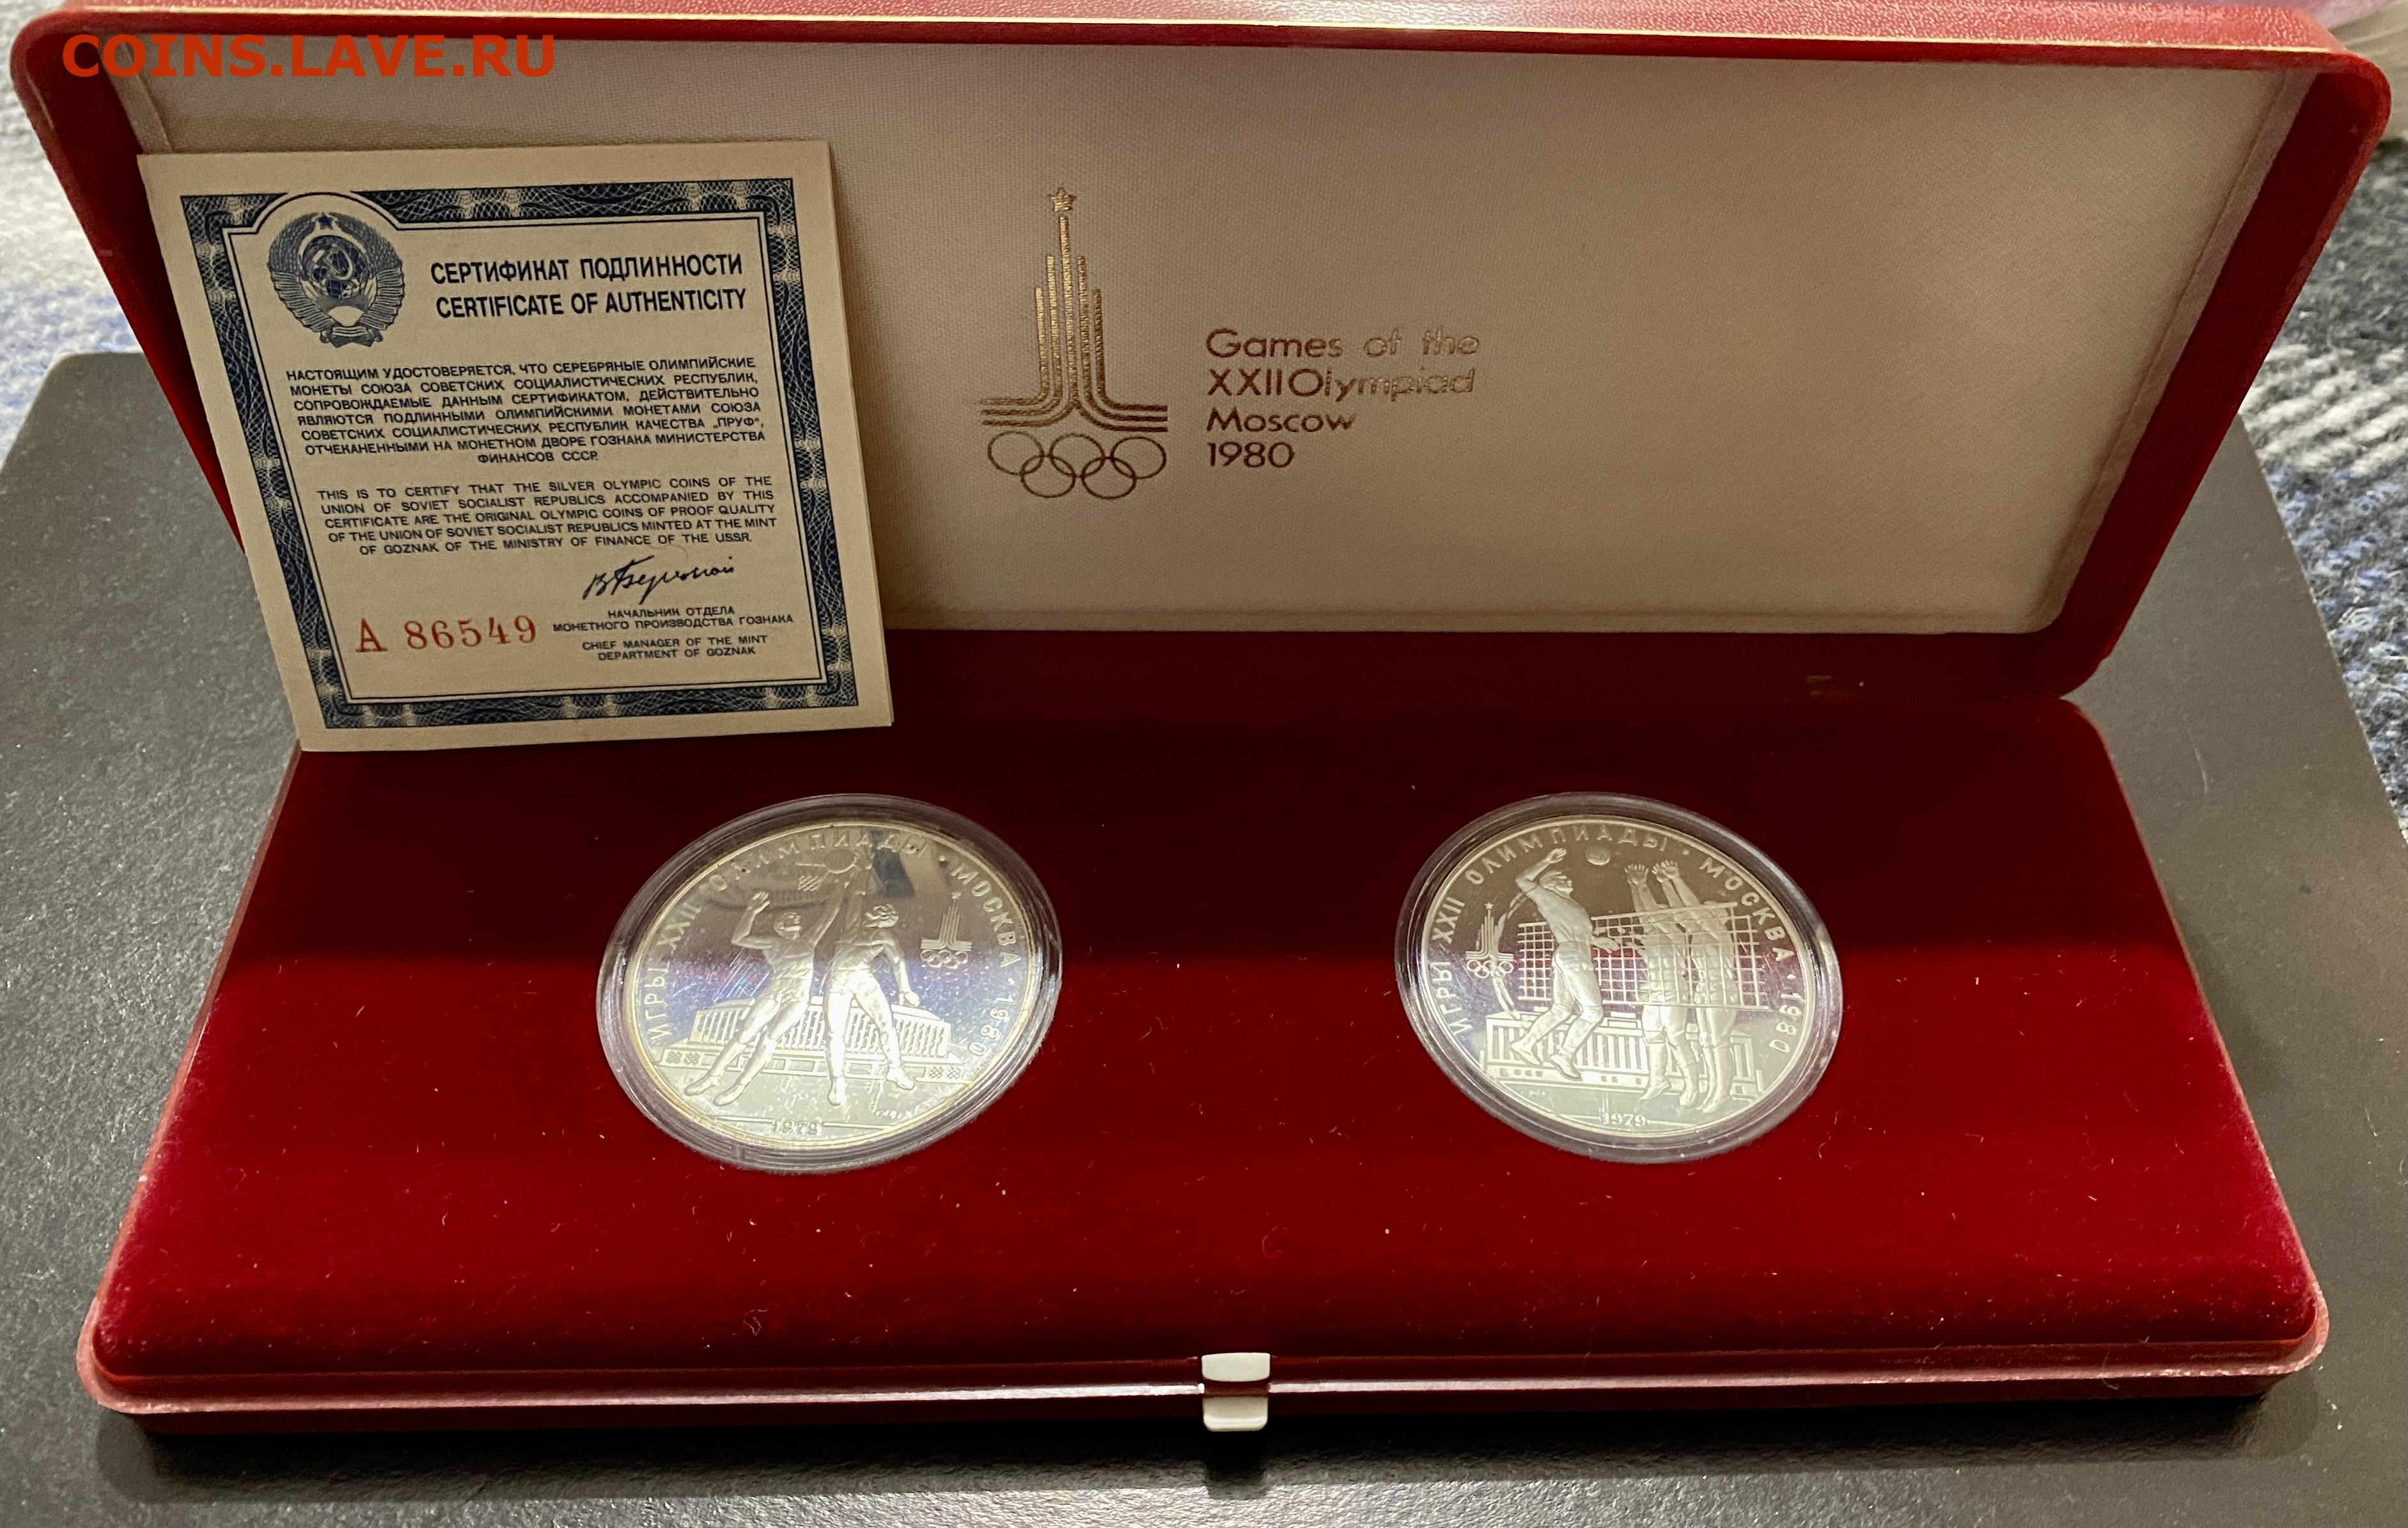 COINS.LAVE.RU
СЕРТИФИКАТ ПОДЛИННОСТИ
CERTIFICATE OF AUTHENTICITY
НАСТОЯЩИМ УДОСТОВЕРЯЕТСЯ, ЧТО СЕРЕБРЯНЫЕ ОЛИМПИЙСКИЕ
МОНЕТЫ СОЮЗА СОВЕТСКИХ СОЦИАЛИСТИЧЕСКИХ РЕСПУБЛИК,
СОПРОВОЖДАЕМЫЕ ДАННЫМ СЕРТИФИКАТОМ, ДЕЙСТВИТЕЛЬНО
ЯВЛЯЮТСЯ ПОДЛИННЫМИ ОЛИМПИЙСКИМИ МОНЕТАМИ СОЮЗА
СОВЕТСКИХ СОЦИАЛИСТИЧЕСКИХ РЕСПУБЛИК КАЧЕСТВА „ПРУФ“,
ОТЧЕКАНЕННЫМИ НА МОНЕТНОМ ДВОРЕ ГОЗНАКА МИНИСТЕРСТВА
ФИНАНСОВ СССР.
THIS IS TO CERTIFY THAT THE SILVER OLYMPIC COINS OF THE
UNION OF SOVIET SOCIALIST REPUBLICS ACCOMPANIED BY THIS
CERTIFICATE ARE THE ORIGINAL OLYMPIC COINS OF PROOF QUALITY
OF THE UNION OF SOVIET SOCIALIST REPUBLICS MINTED AT THE MINT
OF GOZNAK OF THE MINISTRY OF FINANCE OF THE USSR.
НАЧАЛЬНИК ОТДЕЛА
МОНЕТНОГО ПРОИЗВОДСТВА ГОЗНАКА
CHIEF MANAGER OF THE MINT
DEPARTMENT OF GOZNAK
А 86549
Games of the
XXII Olympiad
Moscow
1980
ИГРЫ XXII ОЛИМПИАДЫ • МОСКВА • 1980
1979
ИГРЫ XXII ОЛИМПИАДЫ • МОСКВА • 1980
1979